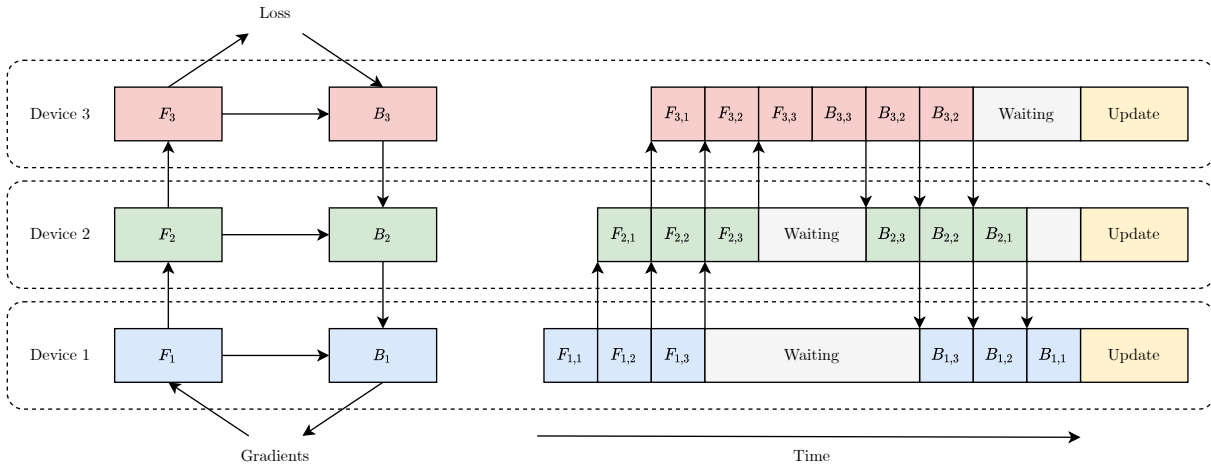 Loss
Device 3 F₃ B₃ F₃,₁ F₃,₂ F₃,₃ B₃,₃ B₃,₂ B₃,₂ Waiting Update
Device 2 F₂ B₂ F₂,₁ F₂,₂ F₂,₃ Waiting B₂,₃ B₂,₂ B₂,₁ Update
Device 1 F₁ B₁ F₁,₁ F₁,₂ F₁,₃ Waiting B₁,₃ B₁,₂ B₁,₁ Update
Gradients Time